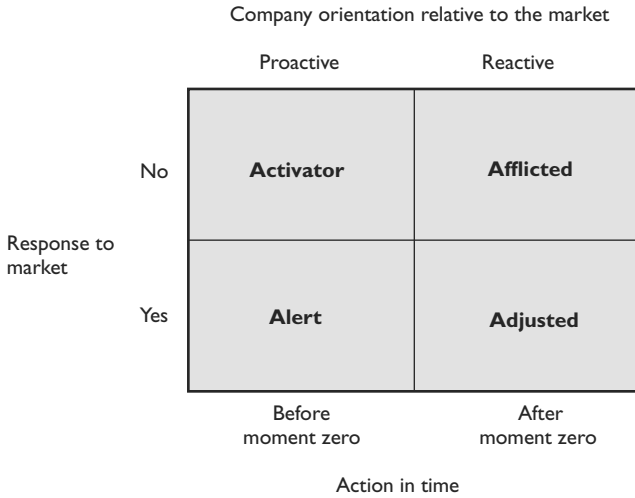 Company orientation relative to the market
Proactive Reactive
No Activator Afflicted
Response to
market
Yes Alert Adjusted
Before After
moment zero moment zero
Action in time